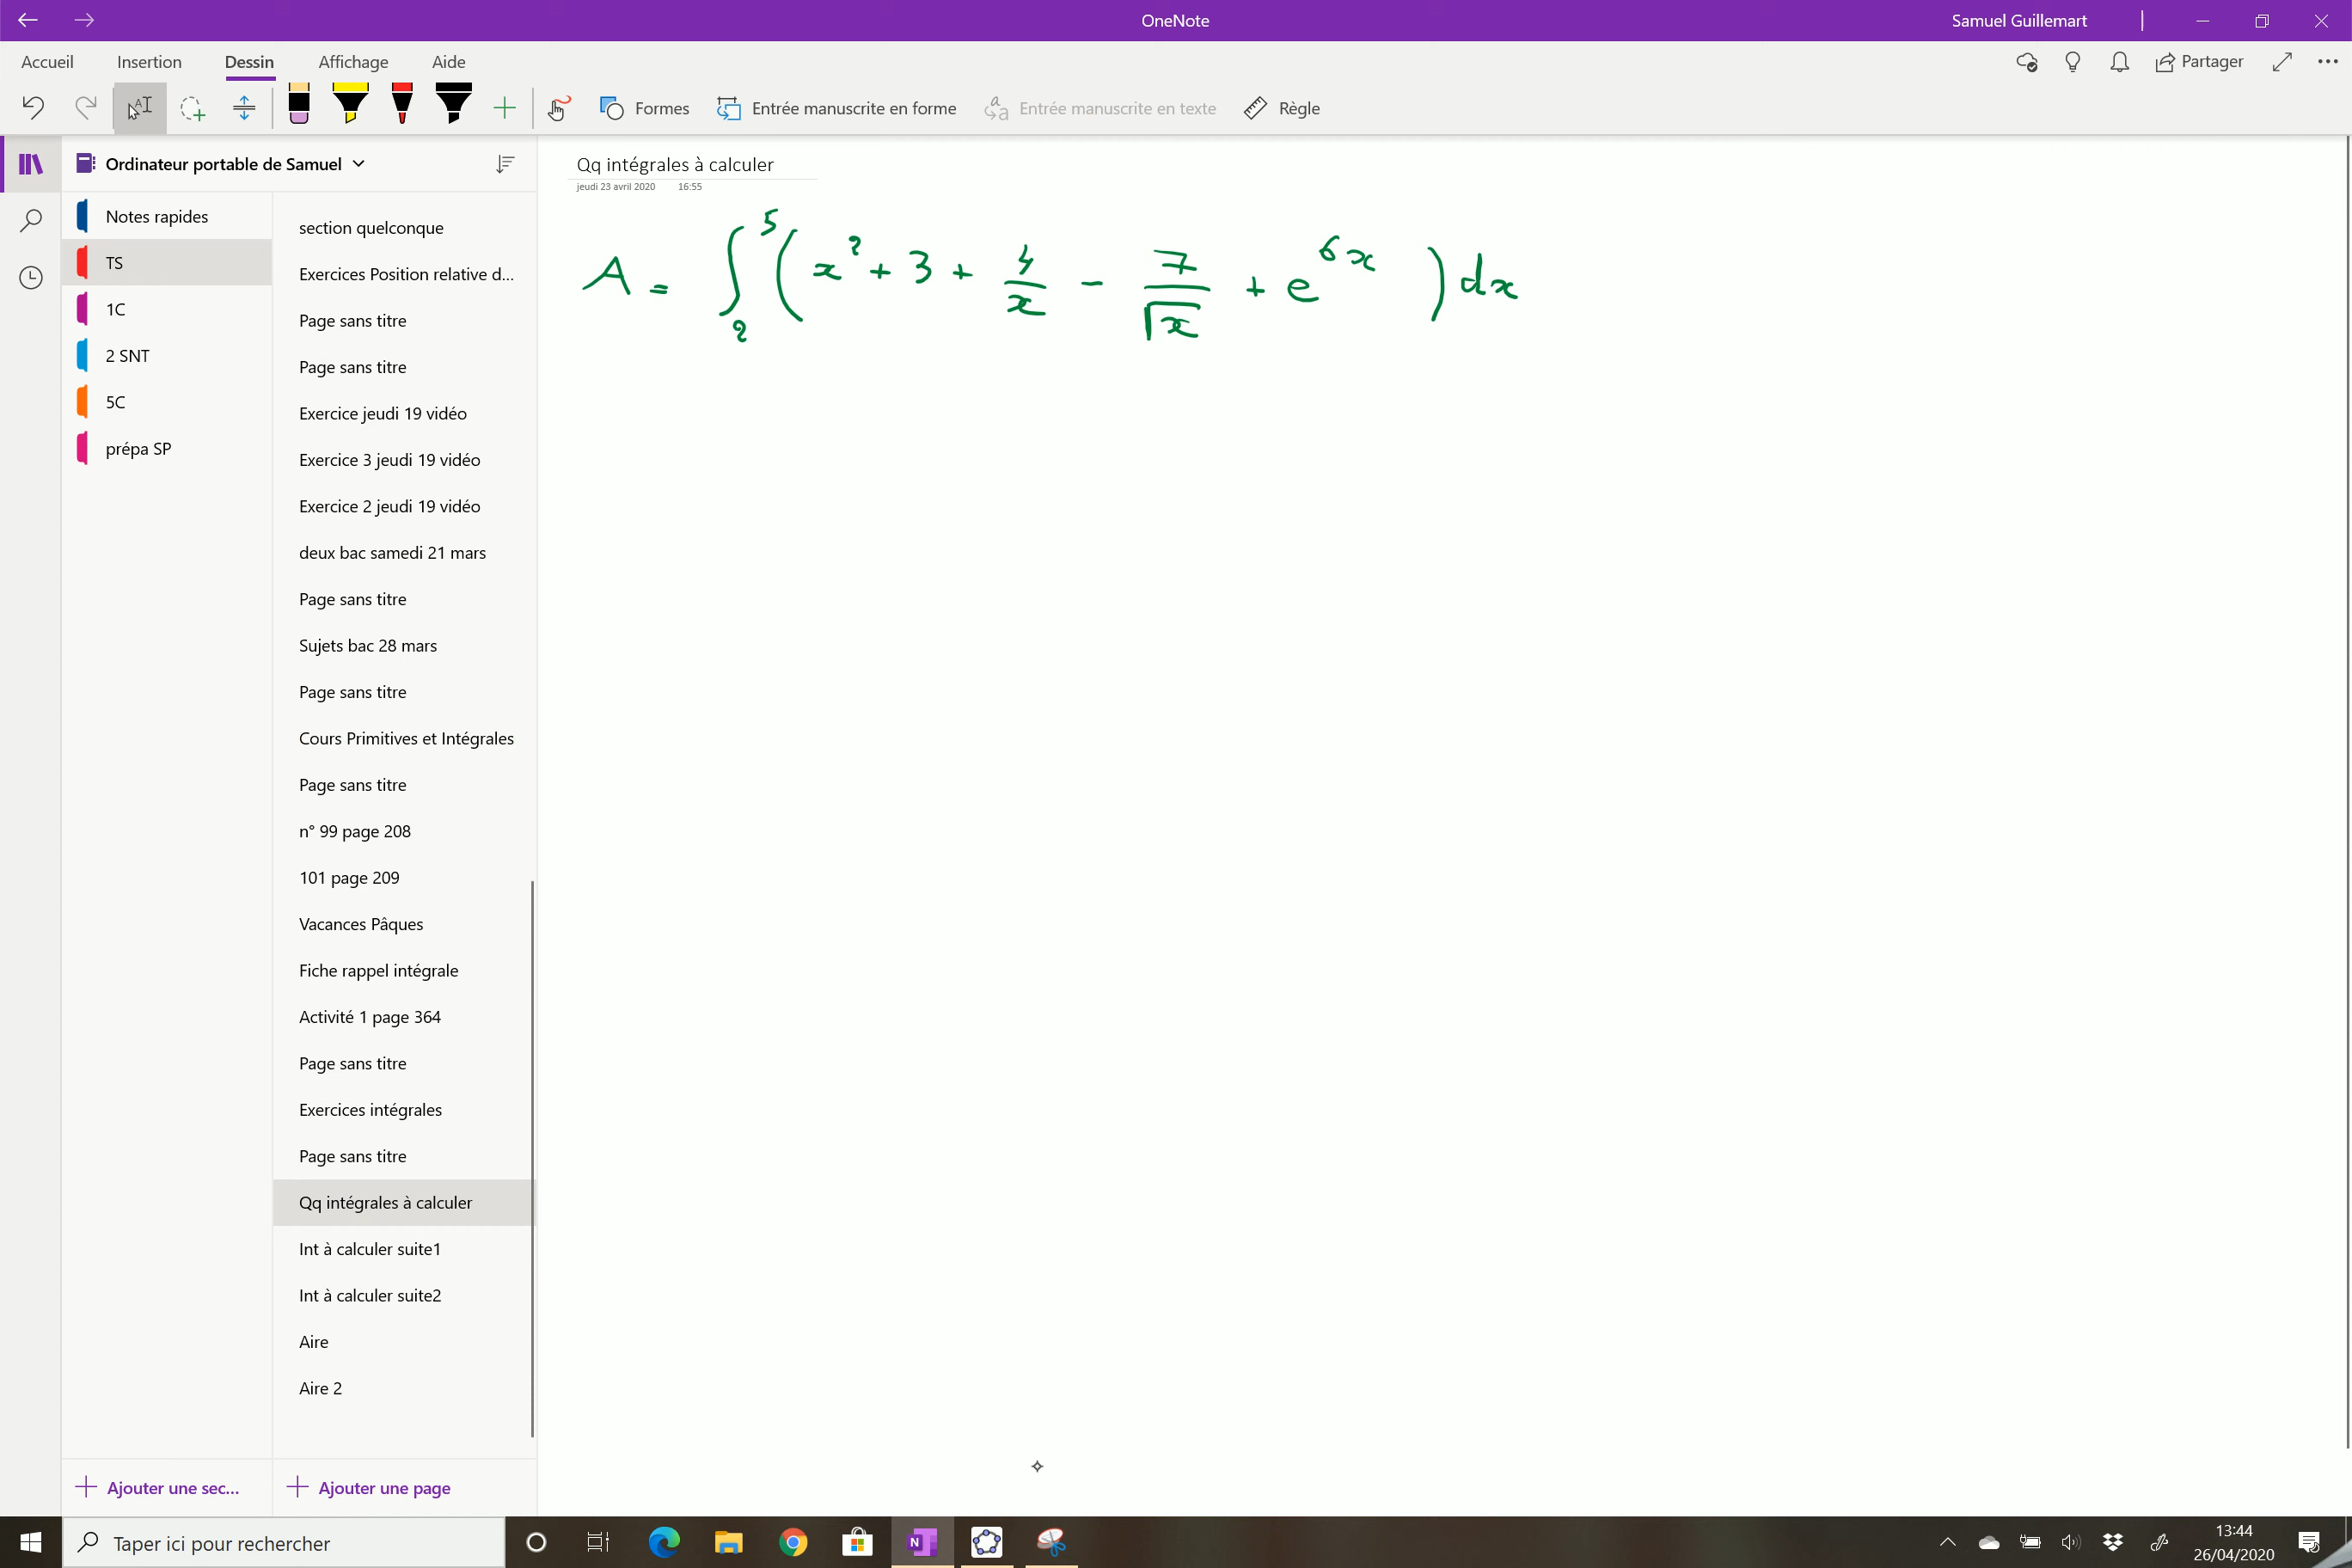 OneNote
Samuel Guillemart
Accueil
Insertion
Dessin
Affichage
Aide
Partager
Formes
Entrée manuscrite en forme
Entrée manuscrite en texte
Règle
Ordinateur portable de Samuel
Notes rapides
TS
1C
2 SNT
5C
prépa SP
section quelconque
Exercices Position relative d...
Page sans titre
Page sans titre
Exercice jeudi 19 vidéo
Exercice 3 jeudi 19 vidéo
Exercice 2 jeudi 19 vidéo
deux bac samedi 21 mars
Page sans titre
Sujets bac 28 mars
Page sans titre
Cours Primitives et Intégrales
Page sans titre
n° 99 page 208
101 page 209
Vacances Pâques
Fiche rappel intégrale
Activité 1 page 364
Page sans titre
Exercices intégrales
Page sans titre
Qq intégrales à calculer
Int à calculer suite1
Int à calculer suite2
Aire
Aire 2
Ajouter une sec...
Ajouter une page
Qq intégrales à calculer
jeudi 23 avril 2020 16:55
A = ∫₂⁵ ( x² + 3 + 4/x - 7/√x + e^{6x} ) dx
Taper ici pour rechercher
13:44
26/04/2020